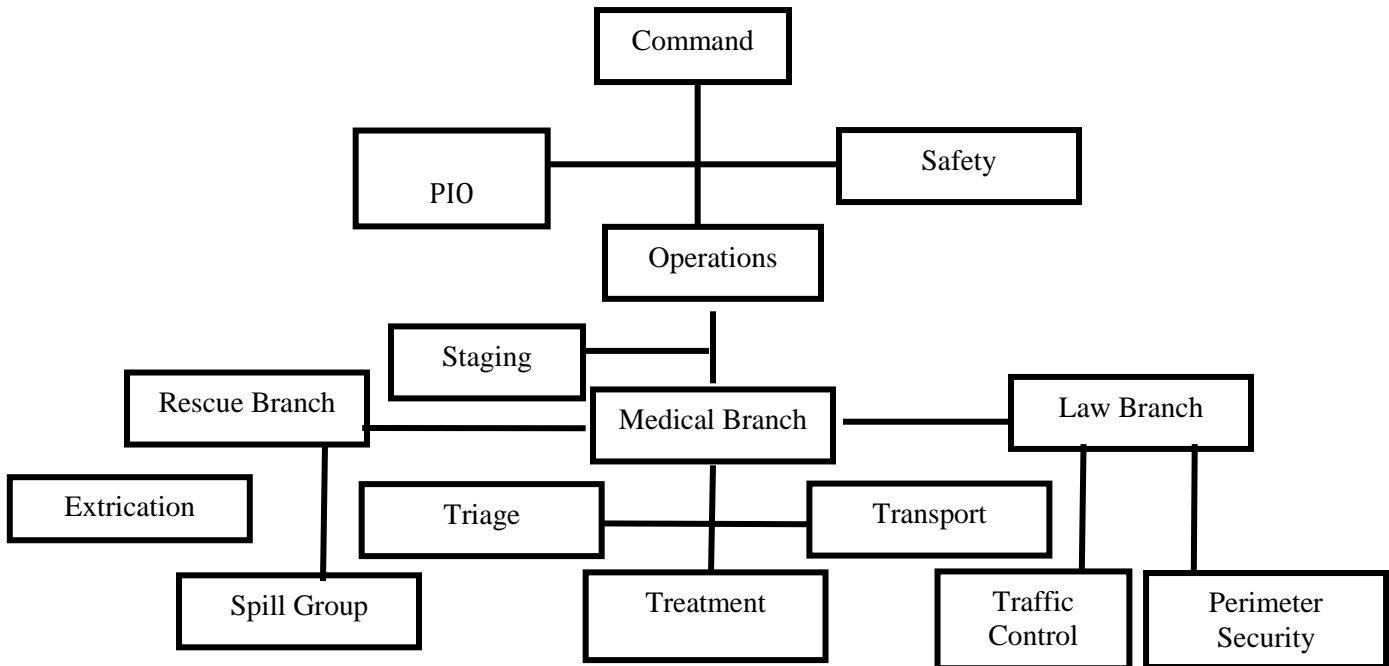 Command
PIO
Safety
Operations
Staging
Rescue Branch
Medical Branch
Law Branch
Extrication
Triage
Transport
Spill Group
Treatment
Traffic
Control
Perimeter
Security